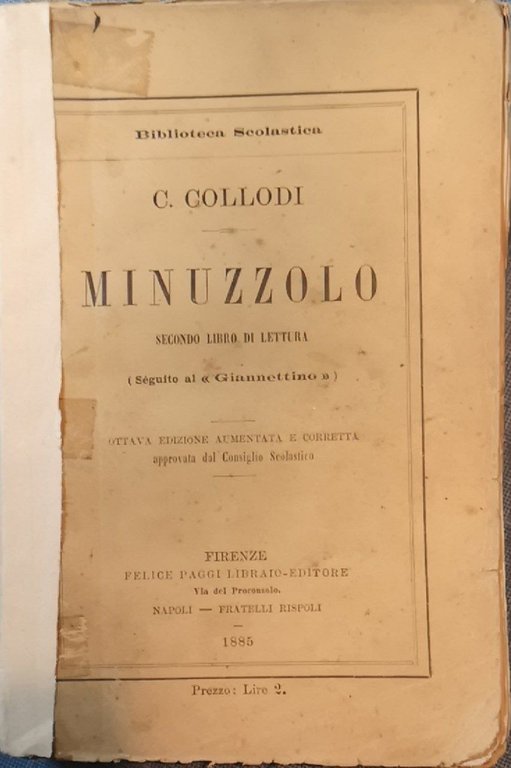 Biblioteca Scolastica
C. COLLODI
MINUZZOLO
SECONDO LIBRO DI LETTURA
(Séguito al « Giannettino »)
OTTAVA EDIZIONE AUMENTATA E CORRETTA
approvata dal Consiglio Scolastico
FIRENZE
FELICE PAGGI LIBRAIO-EDITORE
Via del Proconsolo.
NAPOLI — FRATELLI RISPOLI
1885
Prezzo: Lire 2.